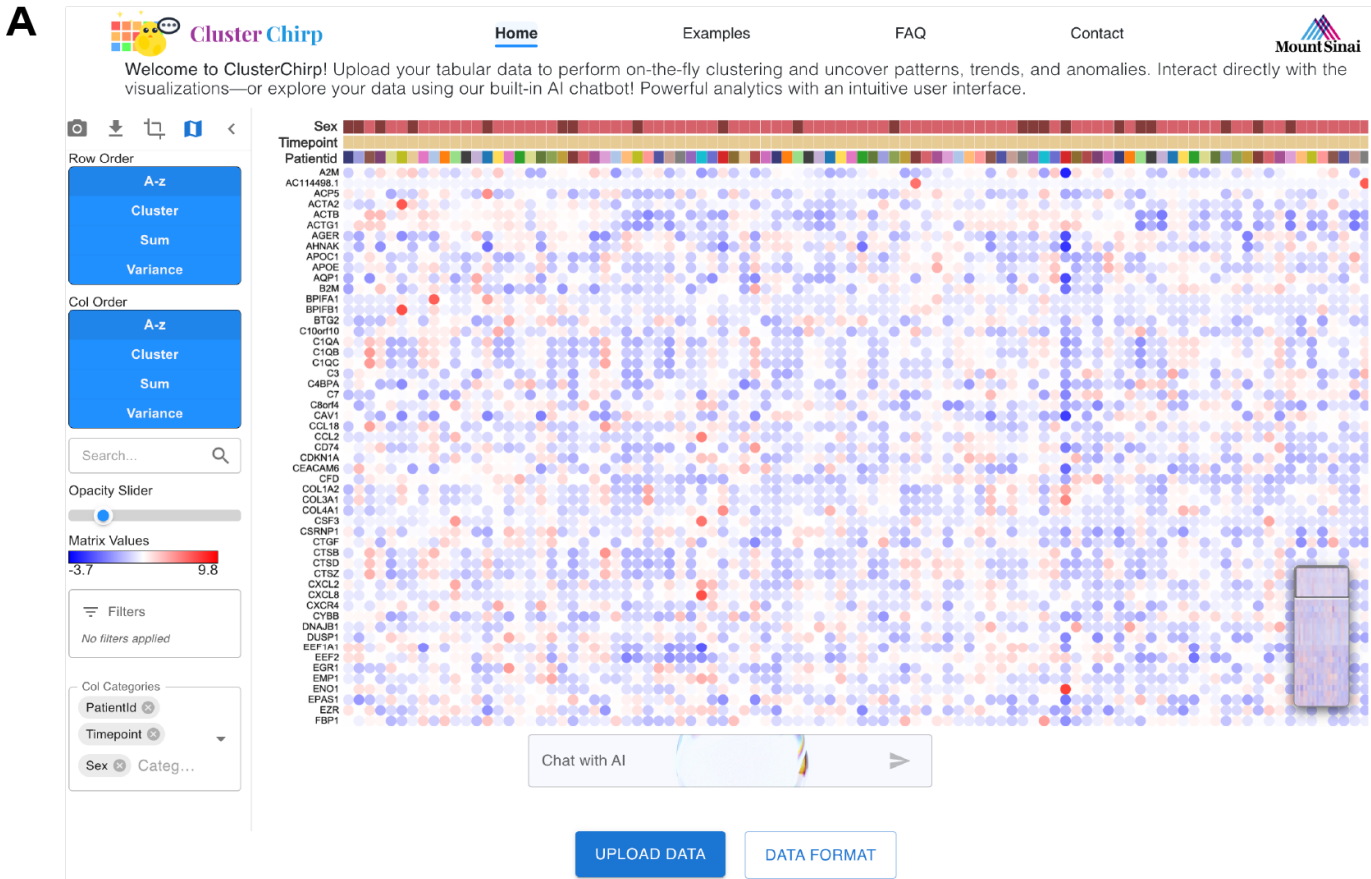 A
Cluster Chirp
Home
Examples
FAQ
Contact
Mount Sinai
Welcome to ClusterChirp! Upload your tabular data to perform on-the-fly clustering and uncover patterns, trends, and anomalies. Interact directly with the
visualizations—or explore your data using our built-in AI chatbot! Powerful analytics with an intuitive user interface.
Row Order
A-z
Cluster
Sum
Variance
Col Order
A-z
Cluster
Sum
Variance
Search...
Opacity Slider
Matrix Values
-3.7
9.8
Filters
No filters applied
Col Categories
PatientId
Timepoint
Sex
Categ...
Sex
Timepoint
Patientid
A2M
AC114498.1
ACP5
ACTA2
ACTB
ACTG1
AGER
AHNAK
APOC1
APOE
AQP1
B2M
BPIFA1
BPIFB1
BTG2
C10orf10
C1QA
C1QB
C1QC
C3
C4BPA
C7
C8orf4
CAV1
CCL18
CCL2
CD74
CDKN1A
CEACAM6
CFD
COL1A2
COL3A1
COL4A1
CSF3
CSRNP1
CTGF
CTSB
CTSD
CTSZ
CXCL2
CXCL8
CXCR4
CYBB
DNAJB1
DUSP1
EEF1A1
EEF2
EGR1
EMP1
ENO1
EPAS1
EZR
FBP1
Chat with AI
UPLOAD DATA
DATA FORMAT